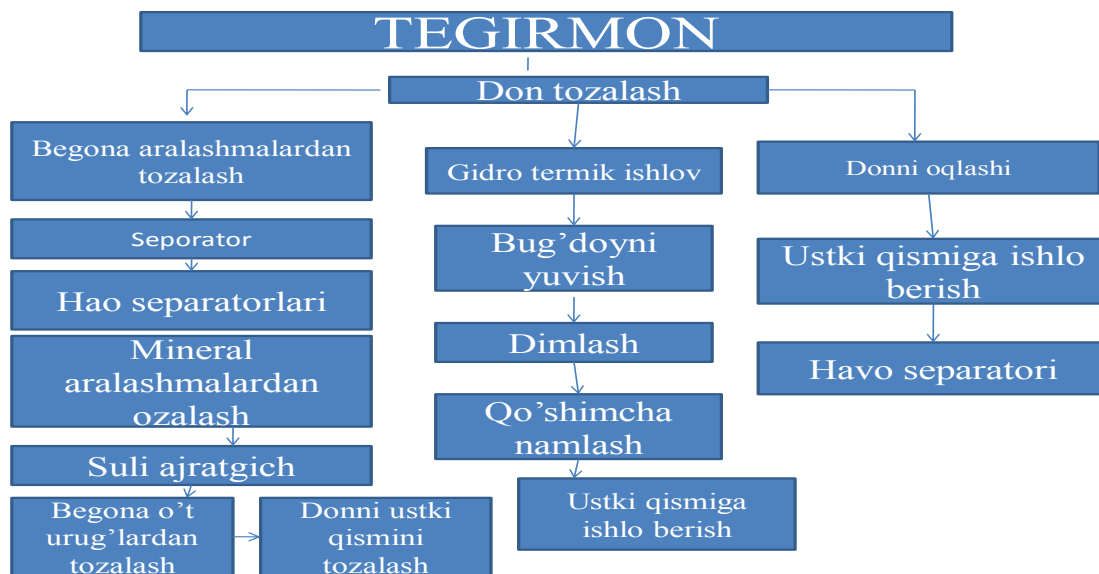 TEGIRMON
Don tozalash
Begona aralashmalardan
tozalash
Seporator
Hao separatorlari
Mineral
aralashmalardan
ozalash
Suli ajratgich
Begona o’t
urug’lardan
tozalash
Donni ustki
qismini
tozalash
Gidro termik ishlov
Bug’doyni
yuvish
Dimlash
Qo’shimcha
namlash
Ustki qismiga
ishlo berish
Donni oqlashi
Ustki qismiga ishlo
berish
Havo separatori